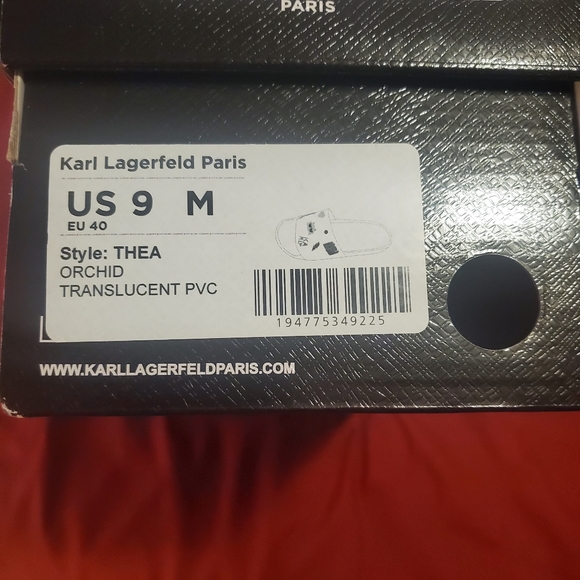 PARIS
Karl Lagerfeld Paris
US 9 M
EU 40
Style: THEA
ORCHID
TRANSLUCENT PVC
194775349225
WWW.KARLLAGERFELDPARIS.COM